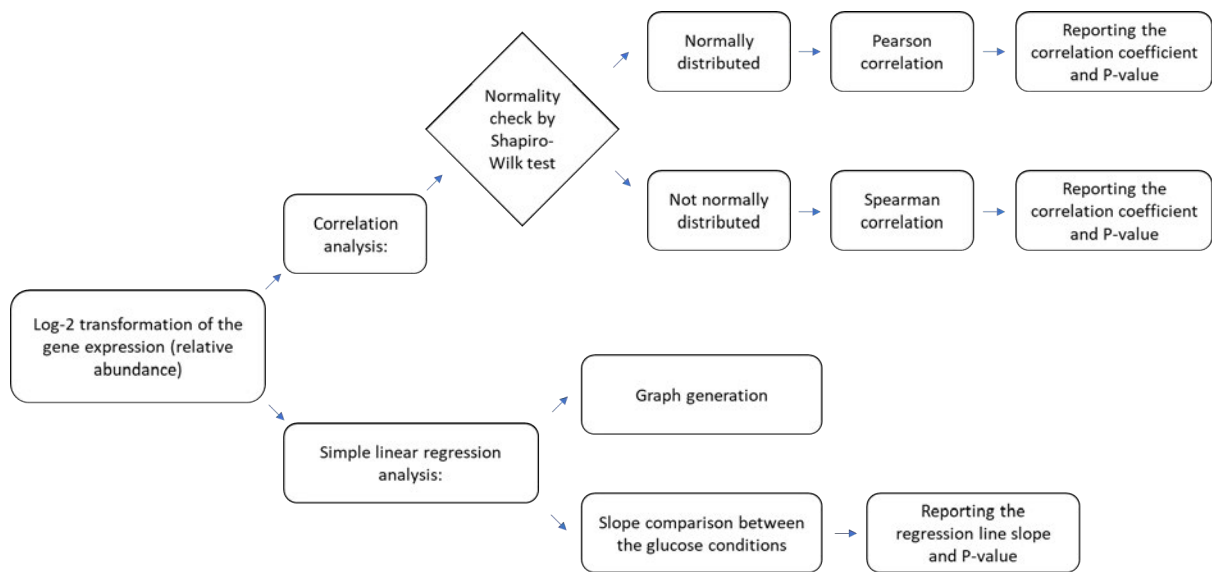 Normally
distributed
Pearson
correlation
Reporting the
correlation coefficient
and P-value
Normality
check by
Shapiro-
Wilk test
Not normally
distributed
Spearman
correlation
Reporting the
correlation coefficient
and P-value
Correlation
analysis:
Log-2 transformation of the
gene expression (relative
abundance)
Graph generation
Simple linear regression
analysis:
Slope comparison between
the glucose conditions
Reporting the
regression line slope
and P-value